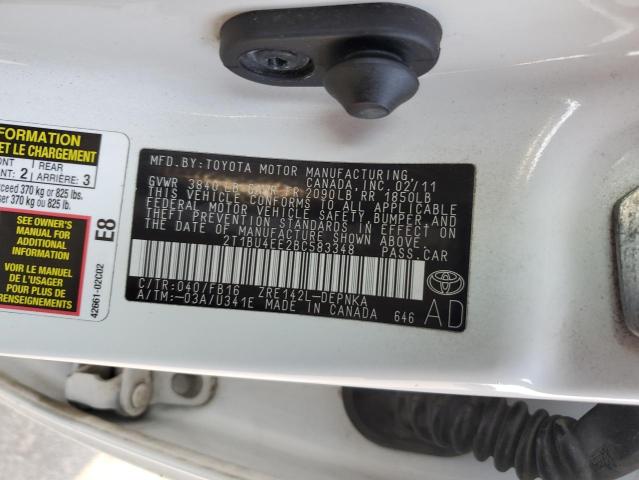 FORMATION
ET LE CHARGEMENT
ONT 2
REAR
ARRIÈRE: 3
xceed 370 kg or 825 lbs.
370 kg ou 825 lb.
SEE OWNER'S
MANUAL FOR
ADDITIONAL
INFORMATION
VOIR LE MANUEL
DE L'USAGER
POUR PLUS DE
RENSEIGNEMENTS
E8
42661-02C02
MFD.BY:TOYOTA MOTOR MANUFACTURING,
CANADA, INC. 02/11
GVWR 3840 LB GAWR FR 2090LB RR 1850LB
THIS VEHICLE CONFORMS TO ALL APPLICABLE
FEDERAL MOTOR VEHICLE SAFETY, BUMPER, AND
THEFT PREVENTION STANDARDS IN EFFECT ON
THE DATE OF MANUFACTURE SHOWN ABOVE.
2T1BU4EE2BC583348 PASS.CAR
C/TR:040/FB16 ZRE142L-DEPNKA
A/TM:-03A/U341E MADE IN CANADA 646
AD